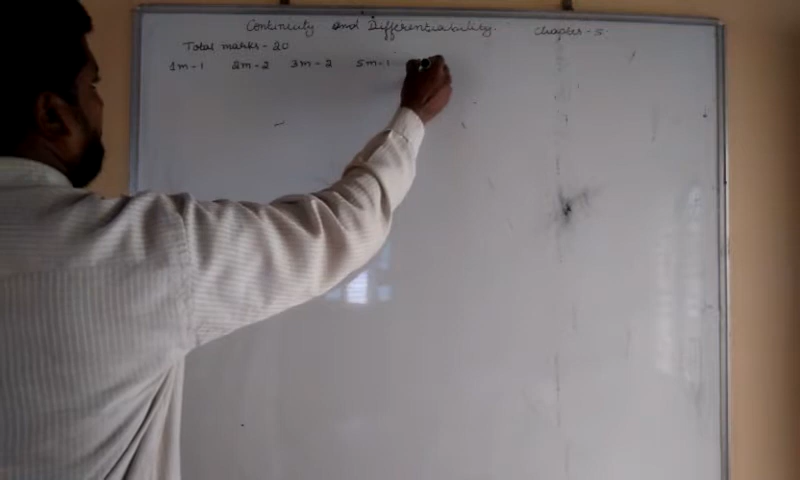 Continuity and Differentiability. Chapter - 5.
Total marks - 20
1m - 1 2m - 2 3m - 2 5m - 1